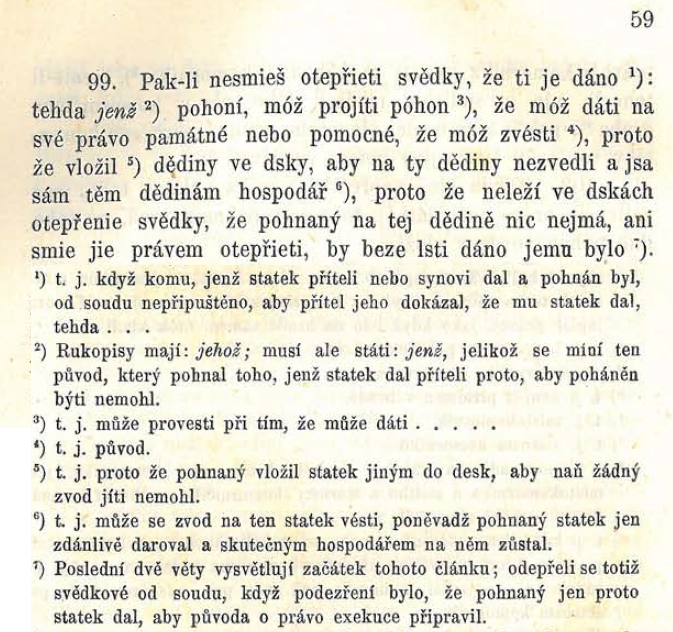 59
99. Pak-li nesmieš otepřieti svědky, že ti je dáno ¹):
tehda jenž ²) pohoní, móž projíti póhon ³), že móž dáti na
své právo památné nebo pomocné, že móž zvésti ⁴), proto
že vložil ⁵) dědiny ve dsky, aby na ty dědiny nezvedli a jsa
sám těm dědinám hospodář ⁶), proto že neleží ve dskách
otepřenie svědky, že pohnaný na tej dědině nic nejmá, ani
smie jie právem otepřieti, by beze lsti dáno jemu bylo ⁷).
¹) t. j. když komu, jenž statek příteli nebo synovi dal a pohnán byl,
od soudu nepřipuštěno, aby přítel jeho dokázal, že mu statek dal,
tehda . . . .
²) Rukopisy mají: jehož; musí ale státi: jenž, jelikož se míní ten
původ, který pohnal toho, jenž statek dal příteli proto, aby poháněn
býti nemohl.
³) t. j. může provesti při tím, že může dáti . . . . . .
⁴) t. j. původ.
⁵) t. j. proto že pohnaný vložil statek jiným do desk, aby naň žádný
zvod jíti nemohl.
⁶) t. j. může se zvod na ten statek vésti, poněvadž pohnaný statek jen
zdánlivě daroval a skutečným hospodářem na něm zůstal.
⁷) Poslední dvě věty vysvětlují začátek tohoto článku; odepřeli se totiž
svědkové od soudu, když podezření bylo, že pohnaný jen proto
statek dal, aby původa o právo exekuce připravil.